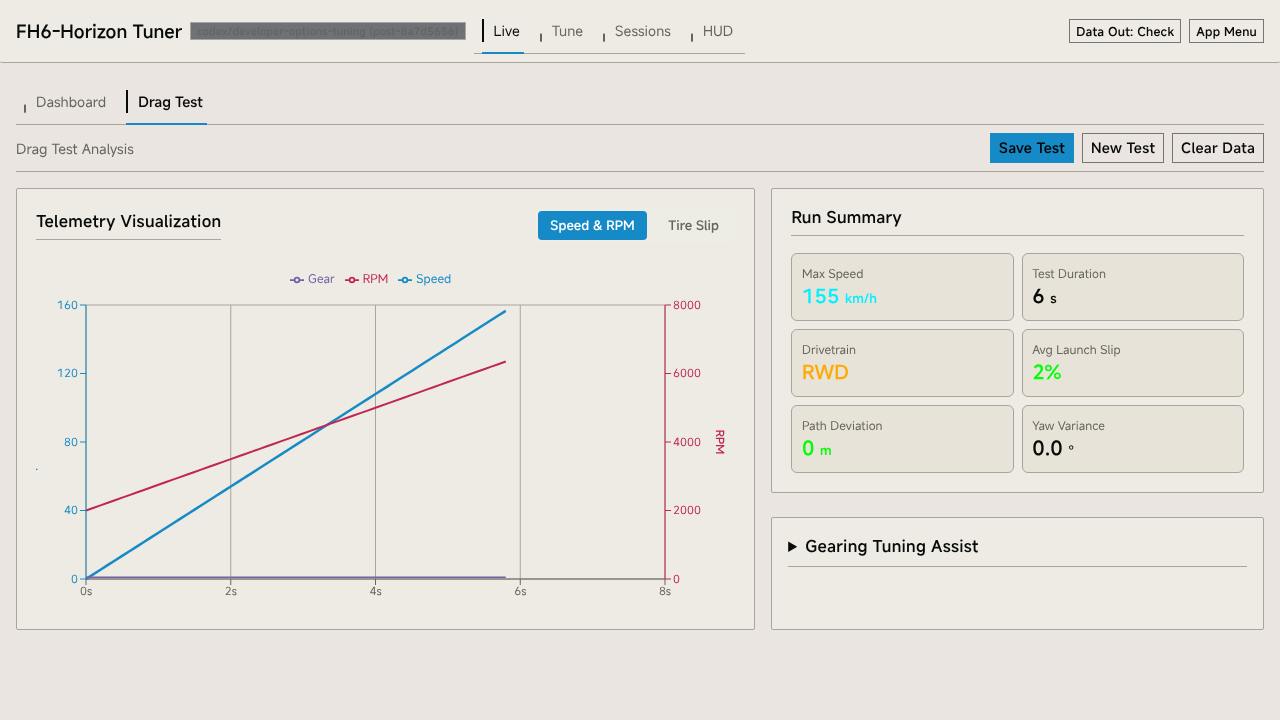 FH6-Horizon Tuner
Live
Tune
Sessions
HUD
Data Out: Check
App Menu
Dashboard
Drag Test
Drag Test Analysis
Save Test
New Test
Clear Data
Telemetry Visualization
Speed & RPM
Tire Slip
Gear
RPM
Speed
160
120
80
40
0
8000
6000
4000
2000
0
RPM
0s
2s
4s
6s
8s
Run Summary
Max Speed
155 km/h
Test Duration
6 s
Drivetrain
RWD
Avg Launch Slip
2%
Path Deviation
0 m
Yaw Variance
0.0 °
Gearing Tuning Assist